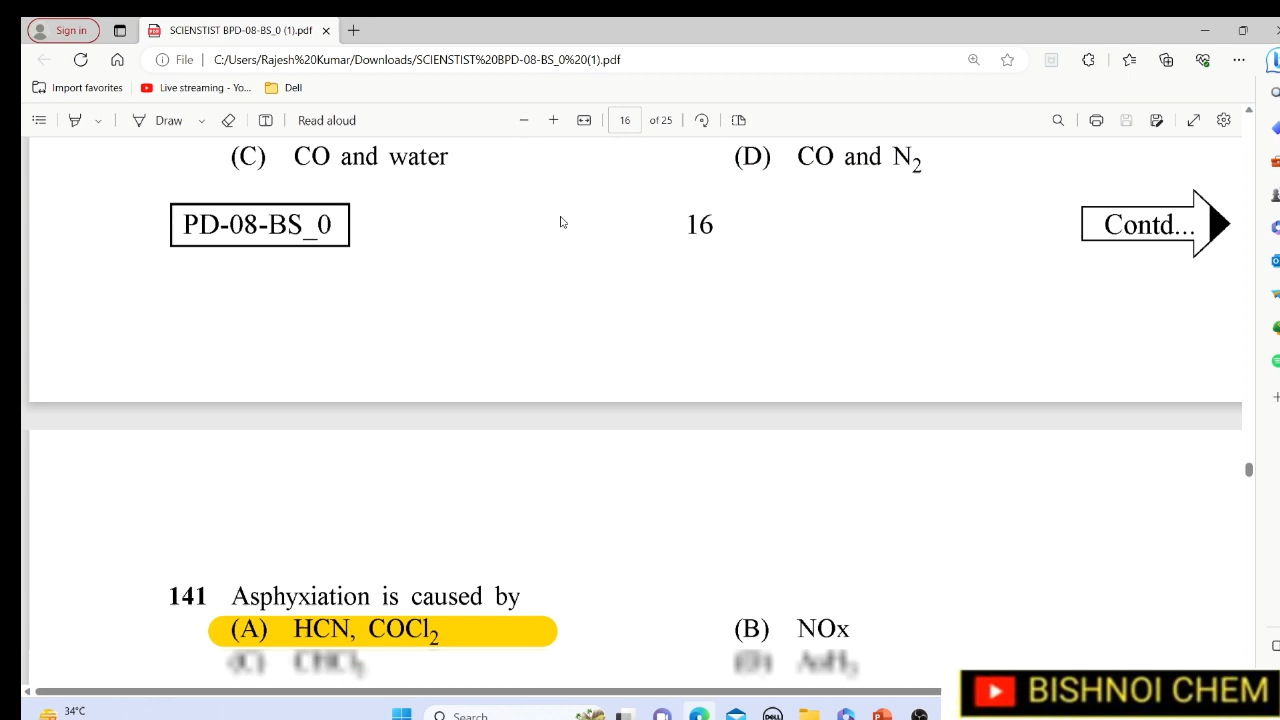 Sign in
SCIENSTIST BPD-08-BS_0 (1).pdf
File
C:/Users/Rajesh%20Kumar/Downloads/SCIENSTIST%20BPD-08-BS_0%20(1).pdf
Import favorites
Live streaming - Yo...
Dell
Draw
Read aloud
16
of 25
(C) CO and water
(D) CO and N₂
PD-08-BS_0
16
Contd...
141 Asphyxiation is caused by
(A) HCN, COCl₂
(B) NOx
34°C
Search
BISHNOI CHEM